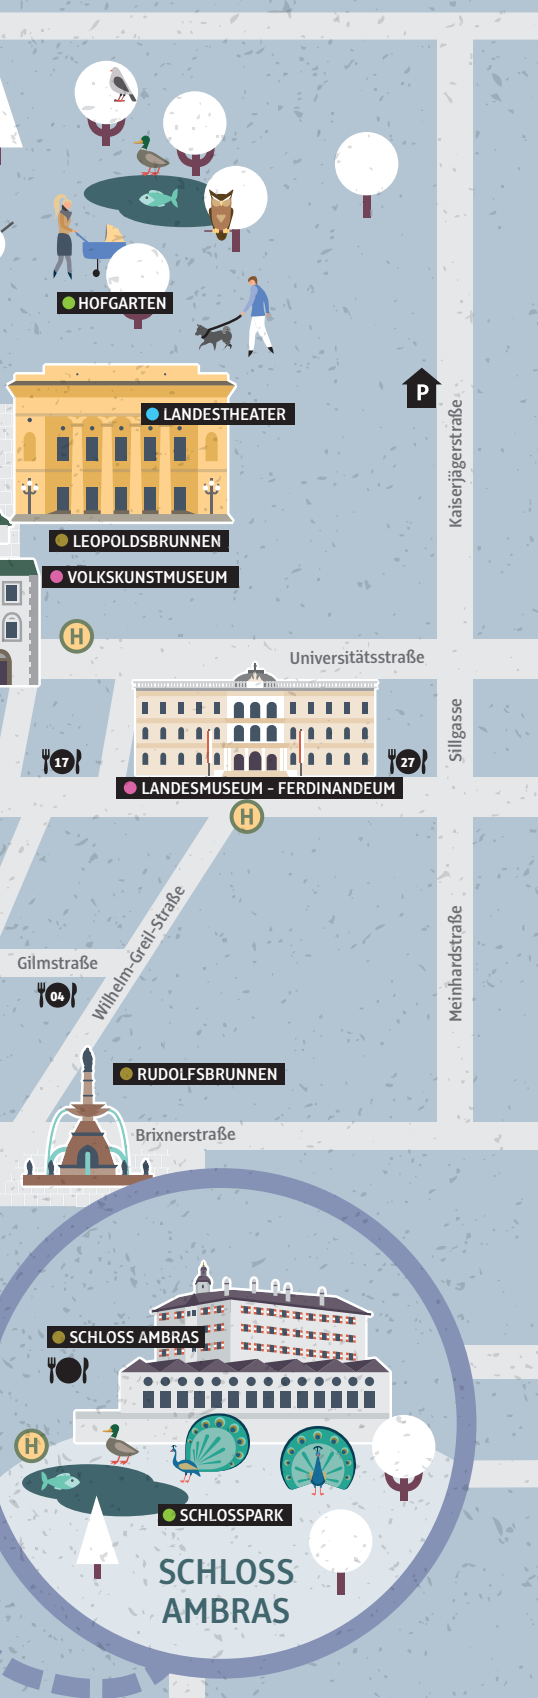 HOFGARTEN
P
Kaiserjägerstraße
LANDESTHEATER
LEOPOLDSBRUNNEN
VOLKSKUNSTMUSEUM
H
Universitätsstraße
Sillgasse
17
27
LANDESMUSEUM - FERDINANDEUM
H
Wilhelm-Greil-Straße
Meinhardstraße
Gilmstraße
04
RUDOLFSBRUNNEN
Brixnerstraße
SCHLOSS AMBRAS
H
SCHLOSSPARK
SCHLOSS
AMBRAS